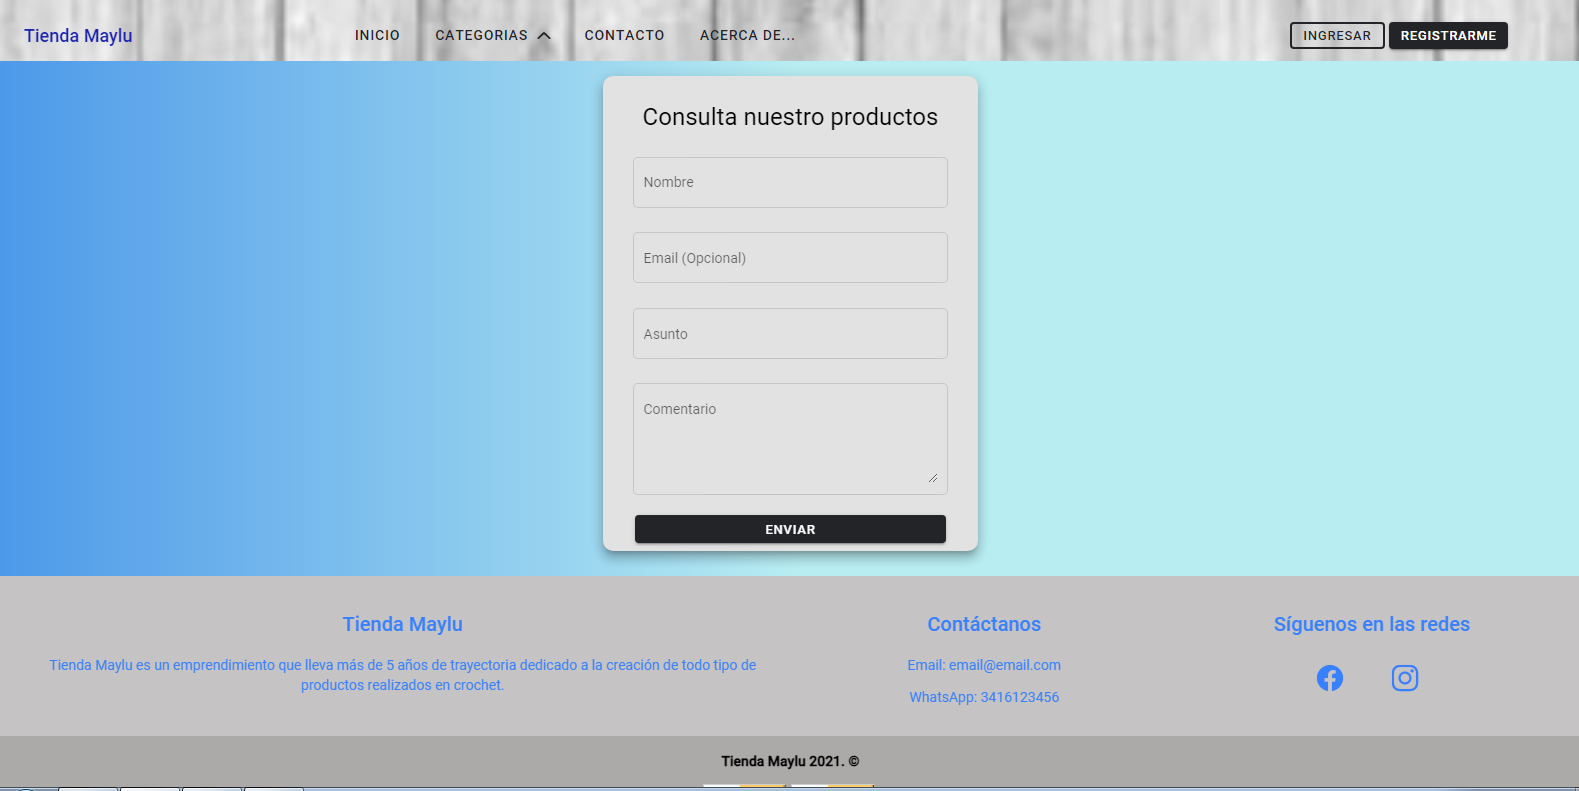 Tienda Maylu
INICIO
CATEGORIAS
CONTACTO
ACERCA DE...
INGRESAR
REGISTRARME
Consulta nuestro productos
Nombre
Email (Opcional)
Asunto
Comentario
ENVIAR
Tienda Maylu
Tienda Maylu es un emprendimiento que lleva más de 5 años de trayectoria dedicado a la creación de todo tipo de
productos realizados en crochet.
Contáctanos
Email: email@email.com
WhatsApp: 3416123456
Síguenos en las redes
Tienda Maylu 2021. ©